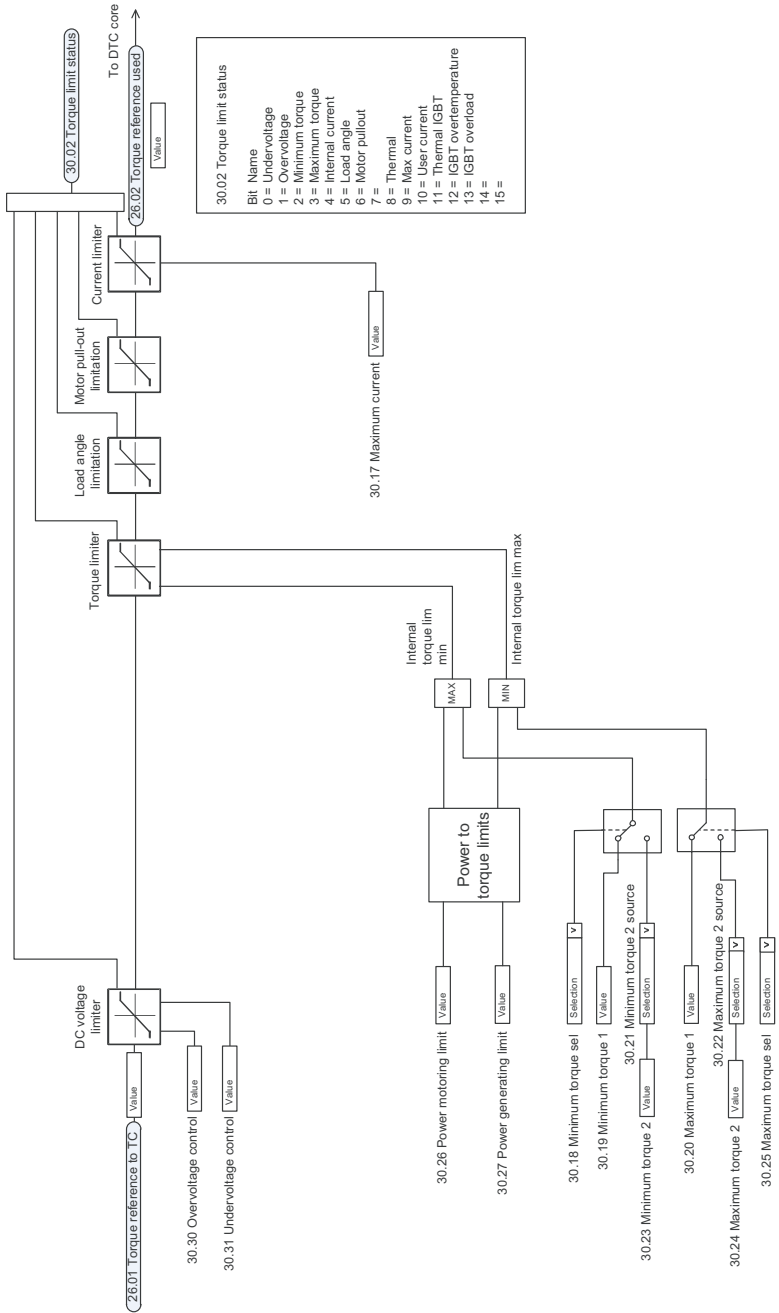 26.01 Torque reference to TC
Value
30.30 Overvoltage control
Value
30.31 Undervoltage control
Value
DC voltage
limiter
30.26 Power motoring limit
Value
30.27 Power generating limit
Value
Power to
torque limits
30.18 Minimum torque sel
Selection
v
30.19 Minimum torque 1
Value
30.21 Minimum torque 2 source
Selection
v
30.23 Minimum torque 2
Value
30.20 Maximum torque 1
Value
30.22 Maximum torque 2 source
Selection
v
30.24 Maximum torque 2
Value
30.25 Maximum torque sel
Selection
v
MAX
Internal
torque lim
min
MIN
Internal torque lim max
Torque limiter
Load angle
limitation
Motor pull-out
limitation
Current limiter
30.17 Maximum current
Value
30.02 Torque limit status
26.02 Torque reference used
Value
To DTC core
30.02 Torque limit status
Bit Name
0 = Undervoltage
1 = Overvoltage
2 = Minimum torque
3 = Maximum torque
4 = Internal current
5 = Load angle
6 = Motor pullout
7 =
8 = Thermal
9 = Max current
10 = User current
11 = Thermal IGBT
12 = IGBT overtemperature
13 = IGBT overload
14 =
15 =